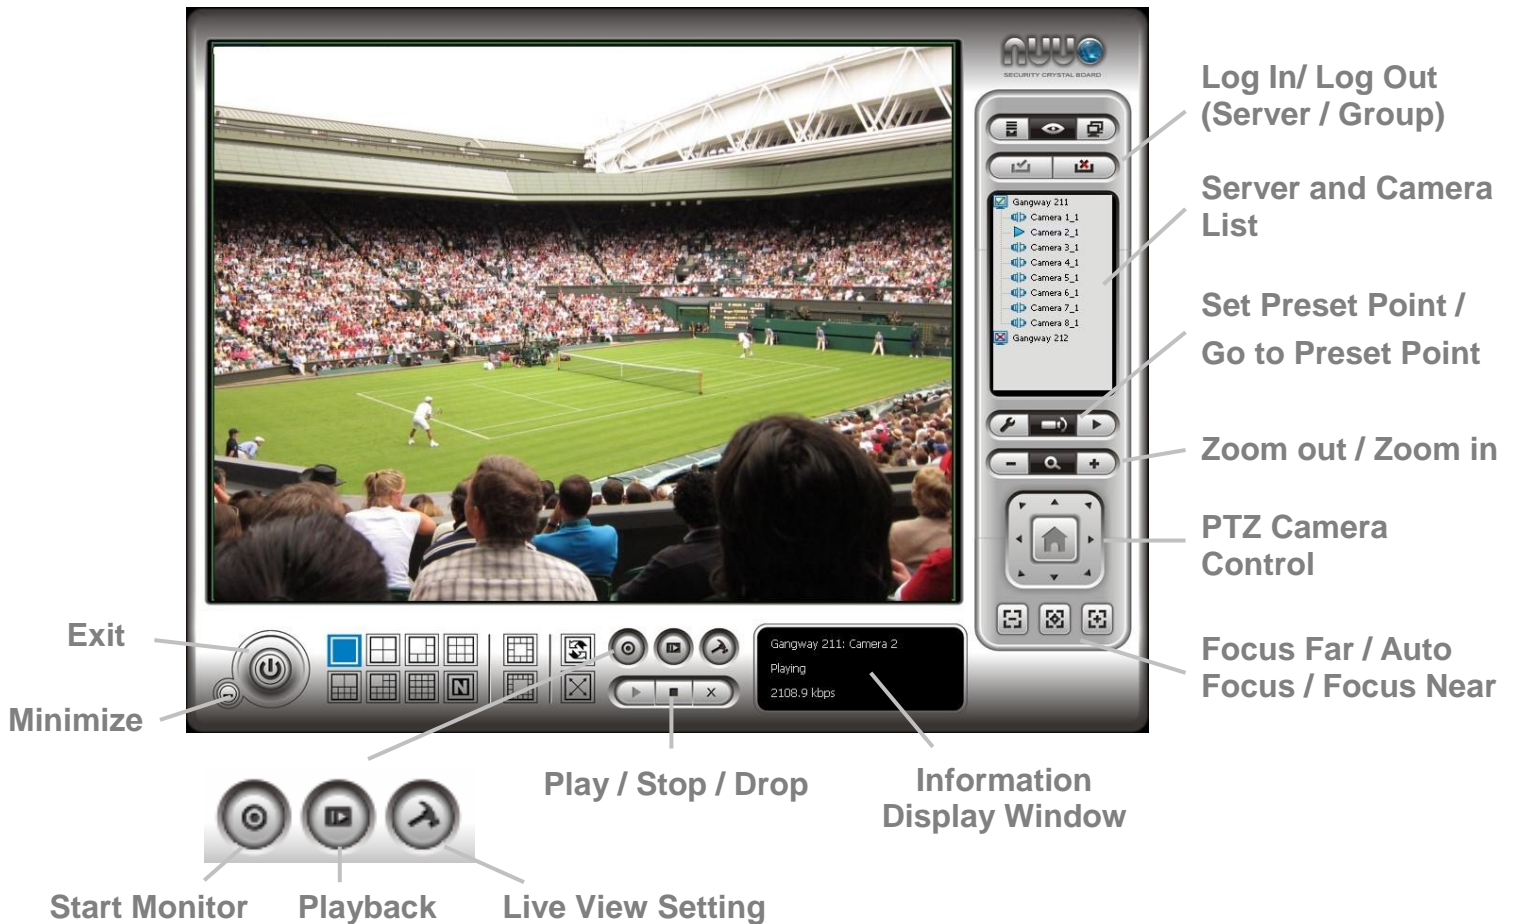 nuuo
SECURITY CRYSTAL BOARD
Log In/ Log Out
(Server / Group)
Gangway 211
Camera 1_1
Camera 2_1
Camera 3_1
Camera 4_1
Camera 5_1
Camera 6_1
Camera 7_1
Camera 8_1
Gangway 212
Server and Camera
List
Set Preset Point /
Go to Preset Point
Zoom out / Zoom in
PTZ Camera
Control
Focus Far / Auto
Focus / Focus Near
Exit
Minimize
N
X
Gangway 211: Camera 2
Playing
2108.9 kbps
Play / Stop / Drop
Information
Display Window
Start Monitor
Playback
Live View Setting